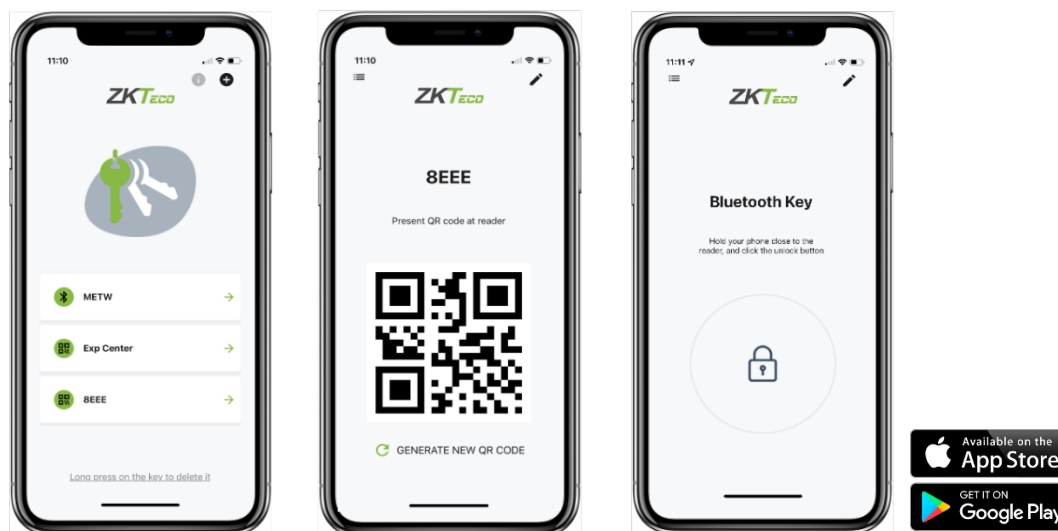 11:10
ZKTeco
METW
Exp Center
8EEE
Long press on the key to delete it
11:10
ZKTeco
8EEE
Present QR code at reader
GENERATE NEW QR CODE
11:11
ZKTeco
Bluetooth Key
Hold your phone close to the
reader, and click the unlock button
Available on the
App Store
GET IT ON
Google Play